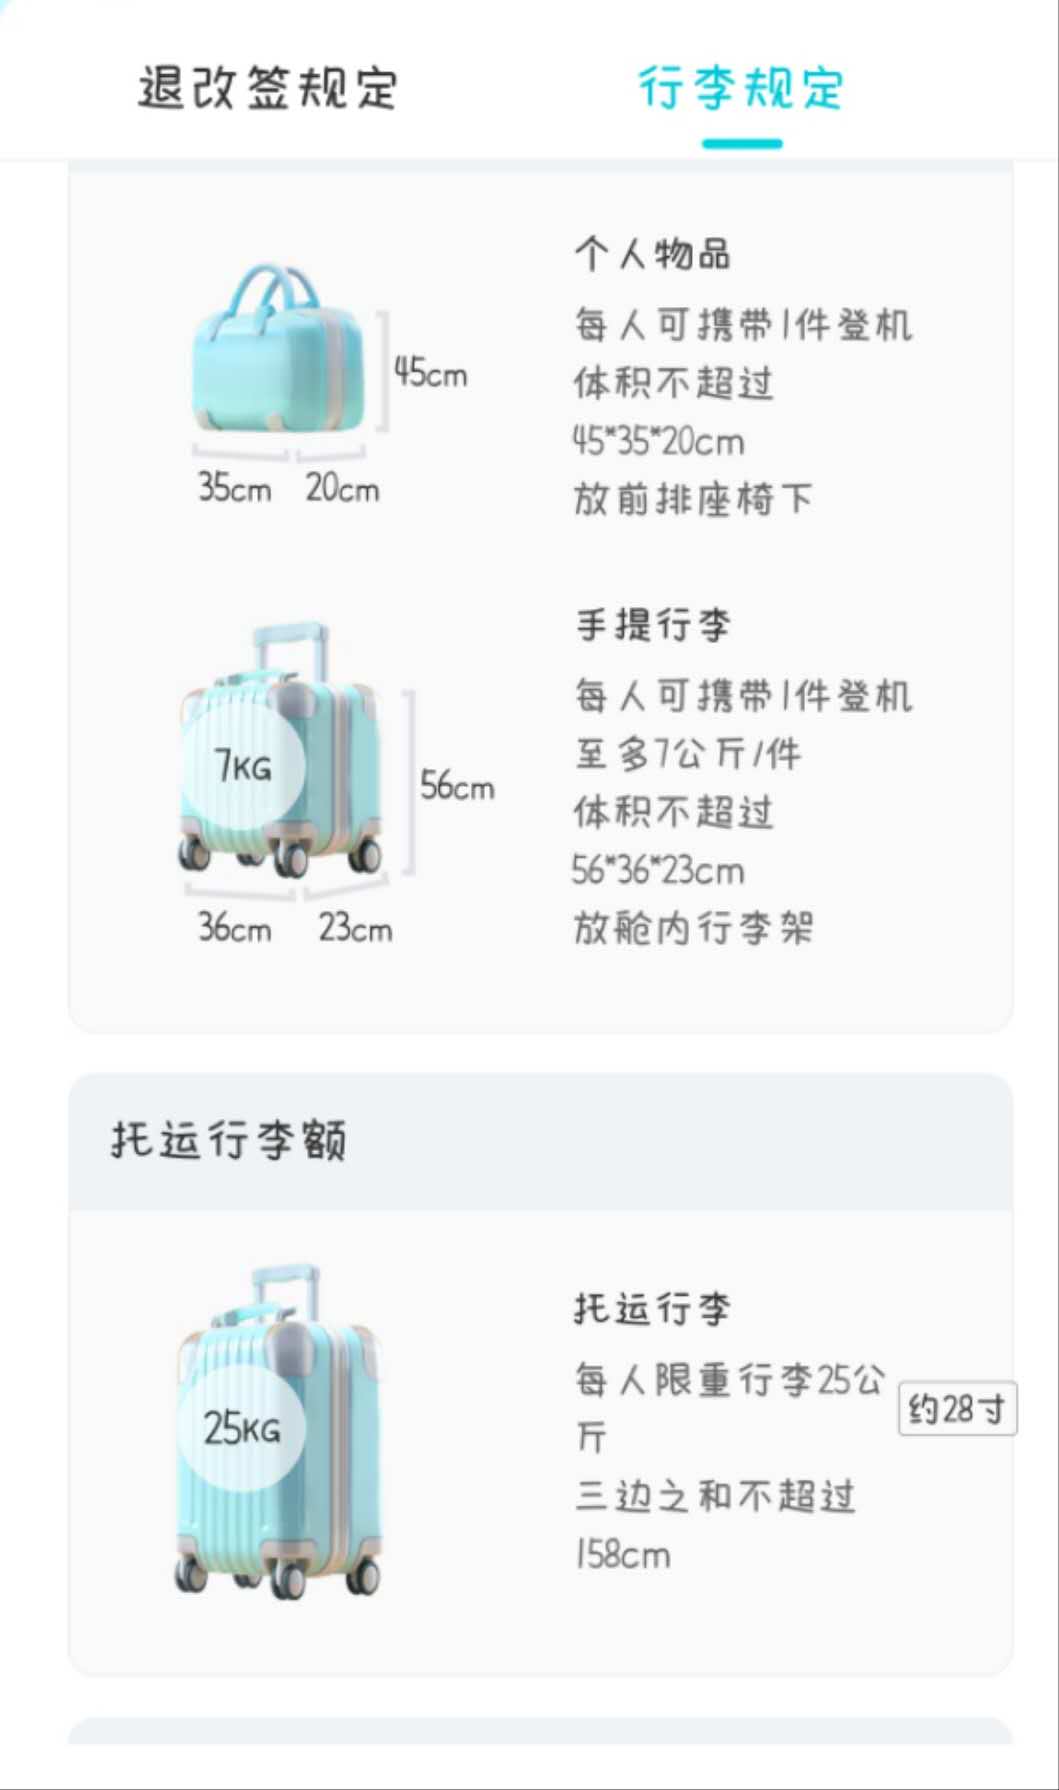 退改签规定
行李规定
个人物品
每人可携带1件登机
体积不超过
45*35*20cm
放前排座椅下
45cm
35cm
20cm
手提行李
每人可携带1件登机
至多7公斤/件
体积不超过
56*36*23cm
放舱内行李架
7KG
56cm
36cm
23cm
托运行李额
托运行李
每人限重行李25公
斤
约28寸
三边之和不超过
158cm
25KG